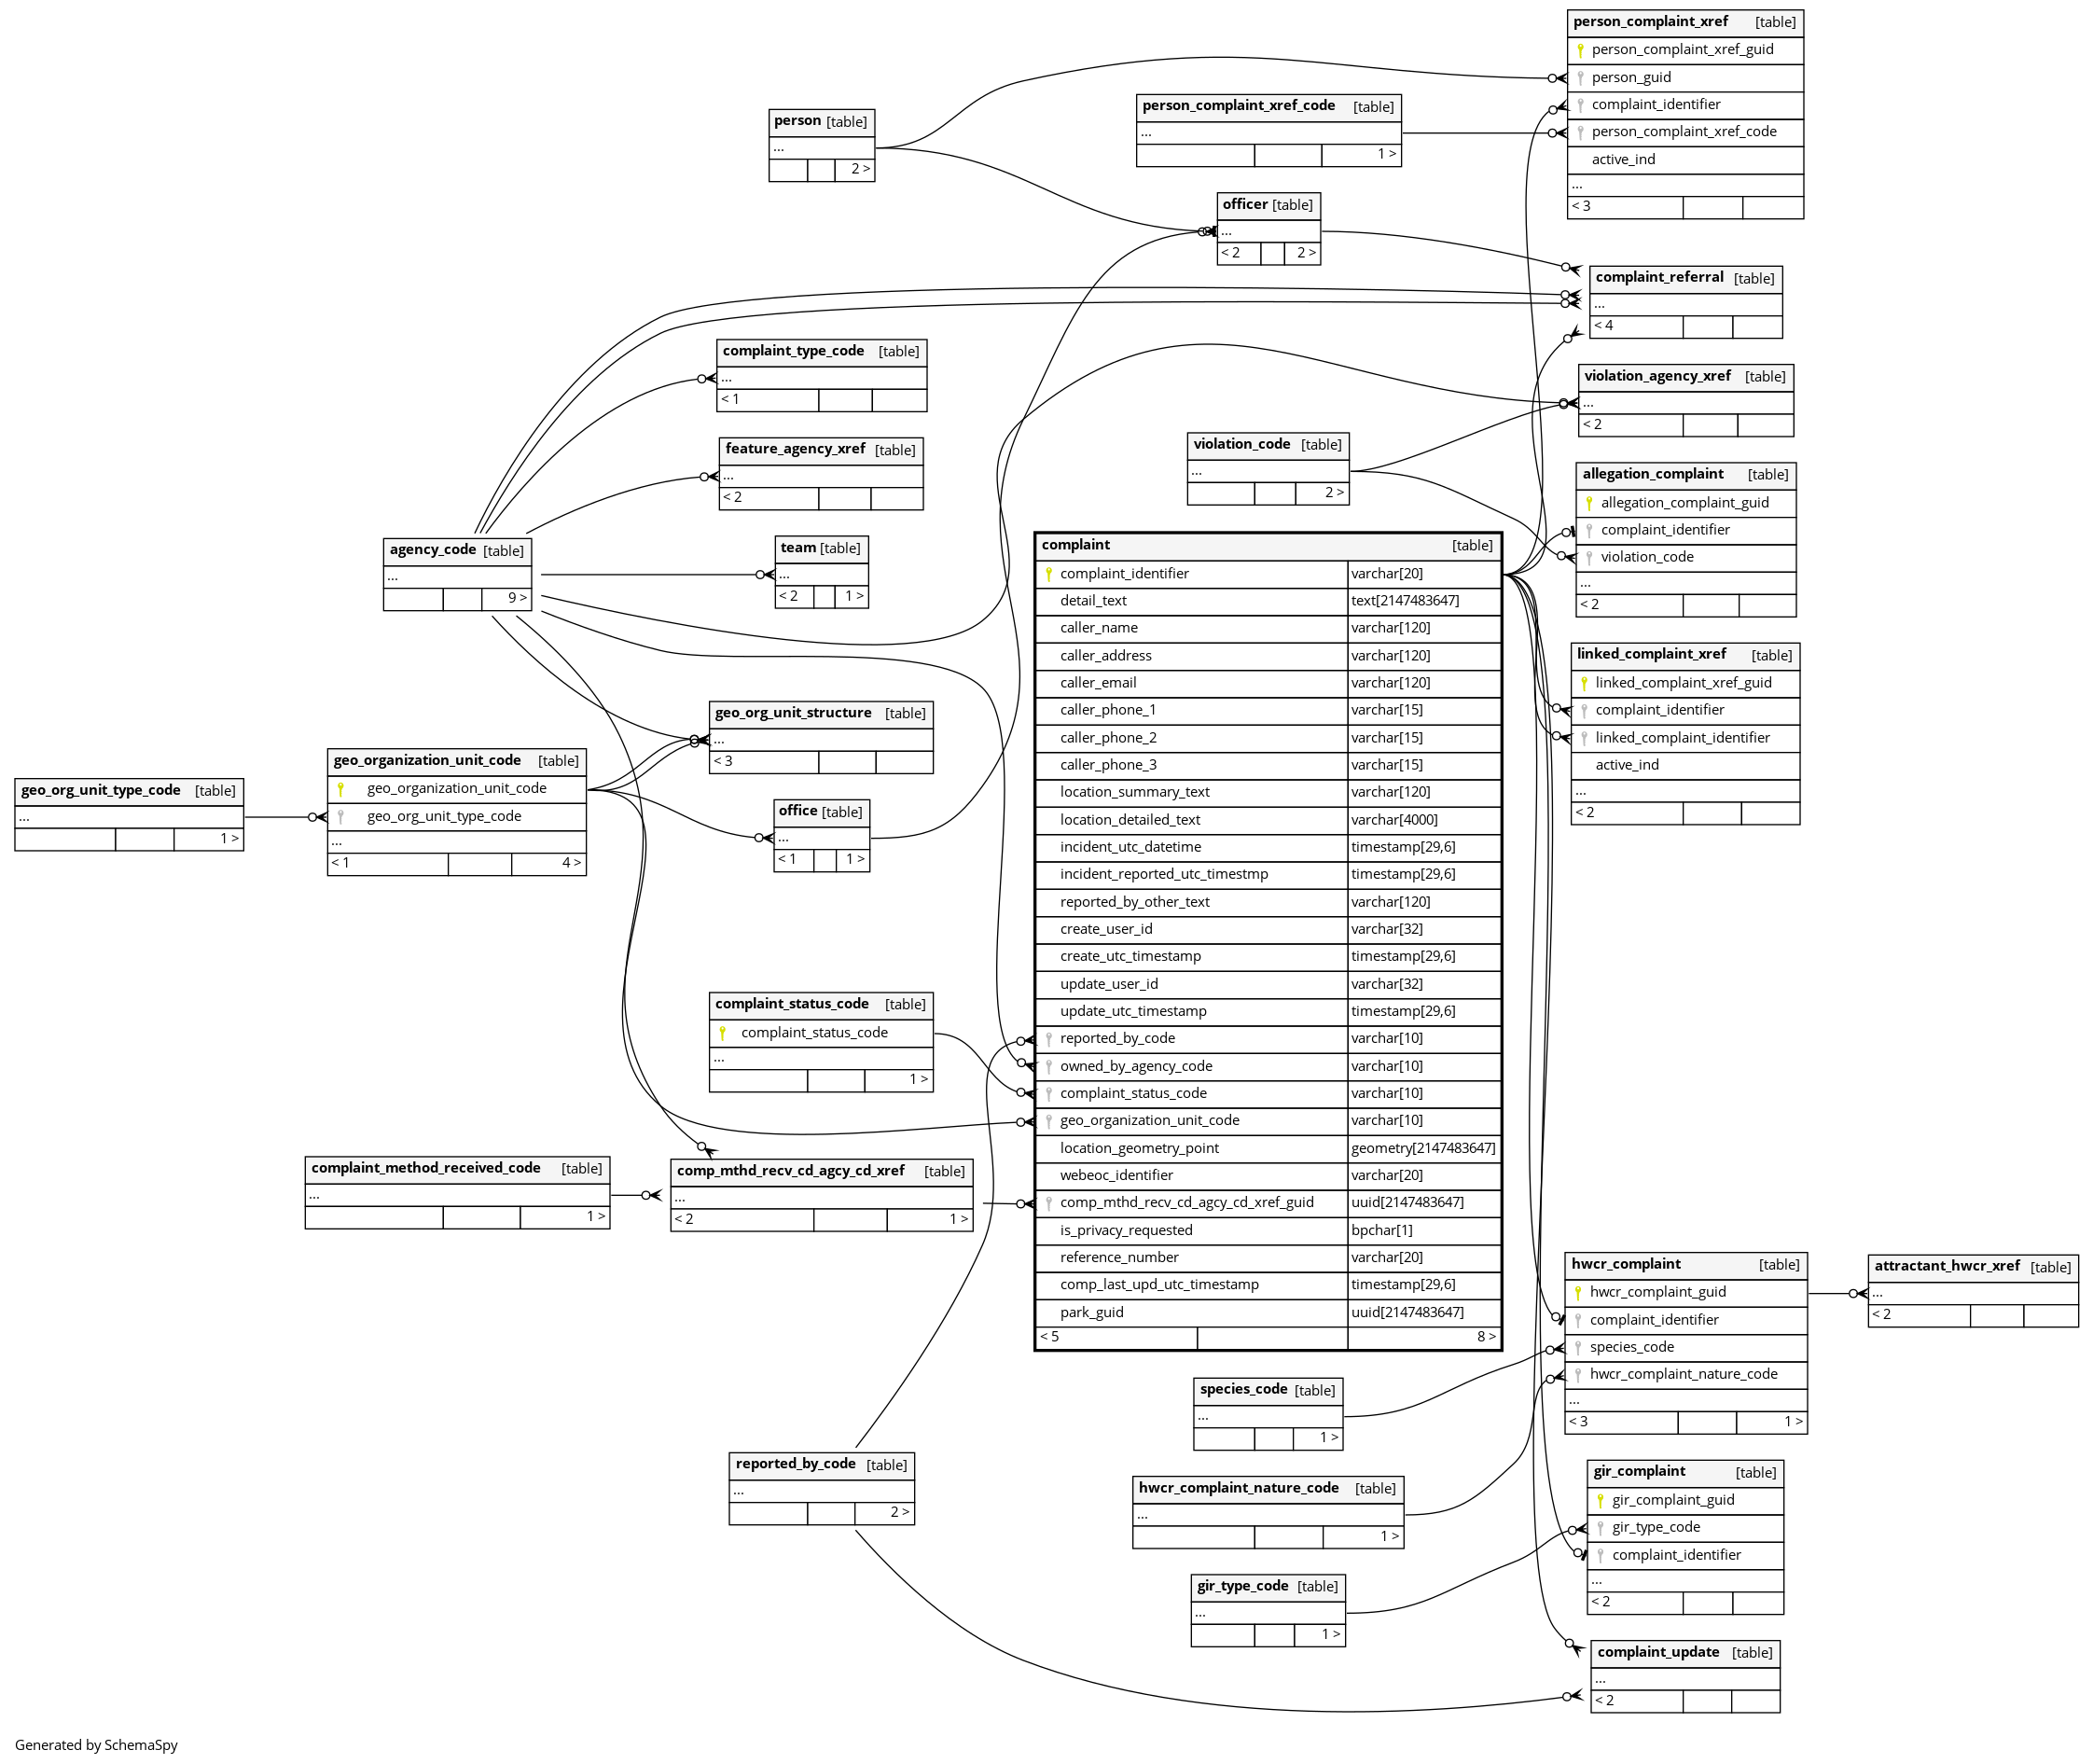 person_complaint_xref [table]
person_complaint_xref_guid
person_guid
complaint_identifier
person_complaint_xref_code
active_ind
...
< 3
person_complaint_xref_code [table]
...
1 >
person [table]
...
2 >
officer [table]
...
< 2 2 >
complaint_referral [table]
...
< 4
complaint_type_code [table]
...
< 1
violation_agency_xref [table]
...
< 2
feature_agency_xref [table]
...
< 2
violation_code [table]
...
2 >
allegation_complaint [table]
allegation_complaint_guid
complaint_identifier
violation_code
...
< 2
agency_code [table]
...
9 >
team [table]
...
< 2 1 >
complaint [table]
complaint_identifier varchar[20]
detail_text text[2147483647]
caller_name varchar[120]
caller_address varchar[120]
caller_email varchar[120]
caller_phone_1 varchar[15]
caller_phone_2 varchar[15]
caller_phone_3 varchar[15]
location_summary_text varchar[120]
location_detailed_text varchar[4000]
incident_utc_datetime timestamp[29,6]
incident_reported_utc_timestmp timestamp[29,6]
reported_by_other_text varchar[120]
create_user_id varchar[32]
create_utc_timestamp timestamp[29,6]
update_user_id varchar[32]
update_utc_timestamp timestamp[29,6]
reported_by_code varchar[10]
owned_by_agency_code varchar[10]
complaint_status_code varchar[10]
geo_organization_unit_code varchar[10]
location_geometry_point geometry[2147483647]
webeoc_identifier varchar[20]
comp_mthd_recv_cd_agcy_cd_xref_guid uuid[2147483647]
is_privacy_requested bpchar[1]
reference_number varchar[20]
comp_last_upd_utc_timestamp timestamp[29,6]
park_guid uuid[2147483647]
< 5 8 >
linked_complaint_xref [table]
linked_complaint_xref_guid
complaint_identifier
linked_complaint_identifier
active_ind
...
< 2
geo_org_unit_structure [table]
...
< 3
geo_organization_unit_code [table]
geo_organization_unit_code
geo_org_unit_type_code
...
< 1 4 >
geo_org_unit_type_code [table]
...
1 >
office [table]
...
< 1 1 >
complaint_status_code [table]
complaint_status_code
...
1 >
complaint_method_received_code [table]
...
1 >
comp_mthd_recv_cd_agcy_cd_xref [table]
...
< 2 1 >
hwcr_complaint [table]
hwcr_complaint_guid
complaint_identifier
species_code
hwcr_complaint_nature_code
...
< 3 1 >
attractant_hwcr_xref [table]
...
< 2
species_code [table]
...
1 >
reported_by_code [table]
...
2 >
hwcr_complaint_nature_code [table]
...
1 >
gir_complaint [table]
gir_complaint_guid
gir_type_code
complaint_identifier
...
< 2
gir_type_code [table]
...
1 >
complaint_update [table]
...
< 2
Generated by SchemaSpy